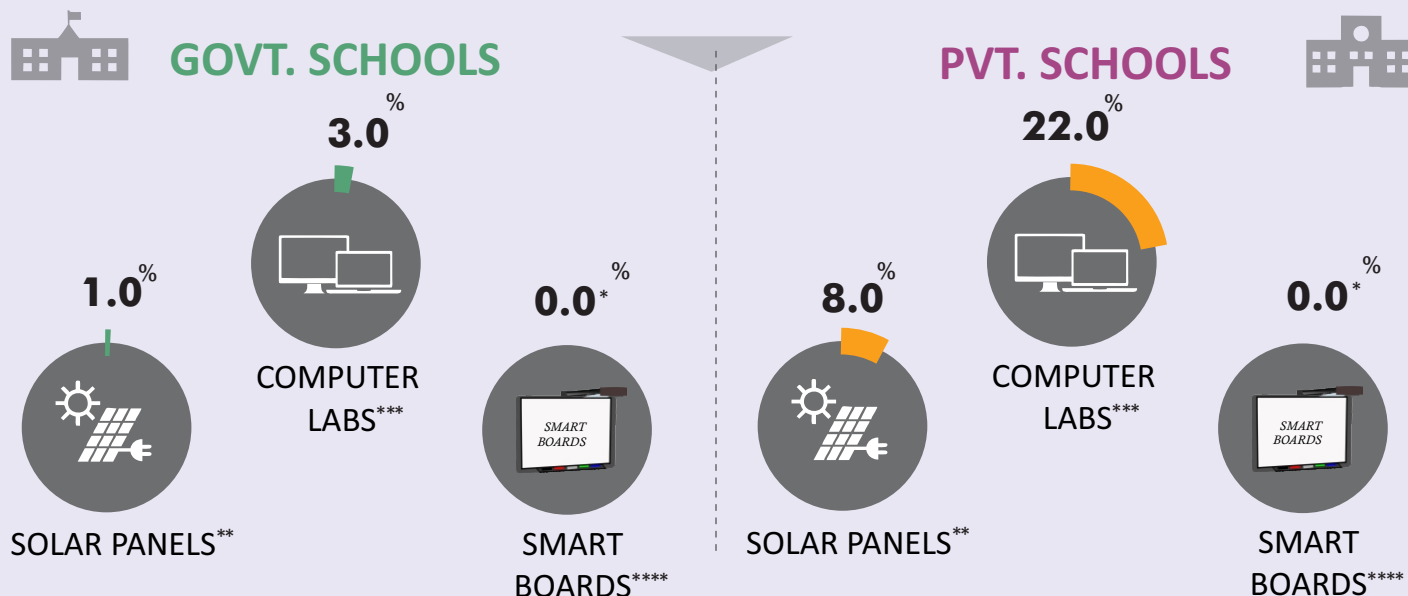 GOVT. SCHOOLS
3.0%
1.0%
0.0*%
COMPUTER
LABS***
SMART
BOARDS
SOLAR PANELS**
SMART
BOARDS****
PVT. SCHOOLS
22.0%
8.0%
0.0*%
COMPUTER
LABS***
SMART
BOARDS
SOLAR PANELS**
SMART
BOARDS****